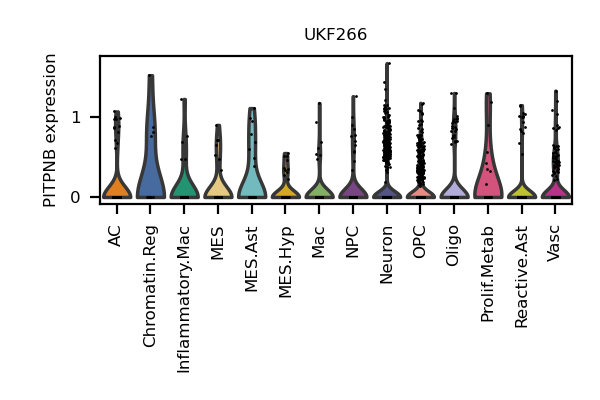 UKF266
PITPNB expression
1
0
AC
Chromatin.Reg
Inflammatory.Mac
MES
MES.Ast
MES.Hyp
Mac
NPC
Neuron
OPC
Oligo
Prolif.Metab
Reactive.Ast
Vasc